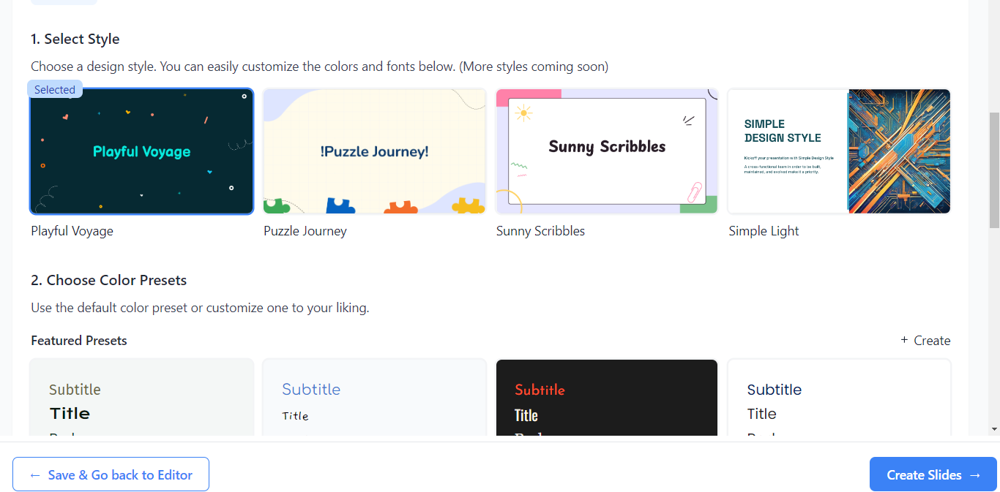 1. Select Style
Choose a design style. You can easily customize the colors and fonts below. (More styles coming soon)
Selected
Playful Voyage
!Puzzle Journey!
Sunny Scribbles
SIMPLE
DESIGN STYLE
Kickoff your presentation with Simple Design Style
A cross-functional team in order to be built,
maintained, and evolved make it a priority.
Playful Voyage
Puzzle Journey
Sunny Scribbles
Simple Light
2. Choose Color Presets
Use the default color preset or customize one to your liking.
Featured Presets
+ Create
Subtitle
Title
Subtitle
Title
Subtitle
Title
Subtitle
Title
← Save & Go back to Editor
Create Slides →